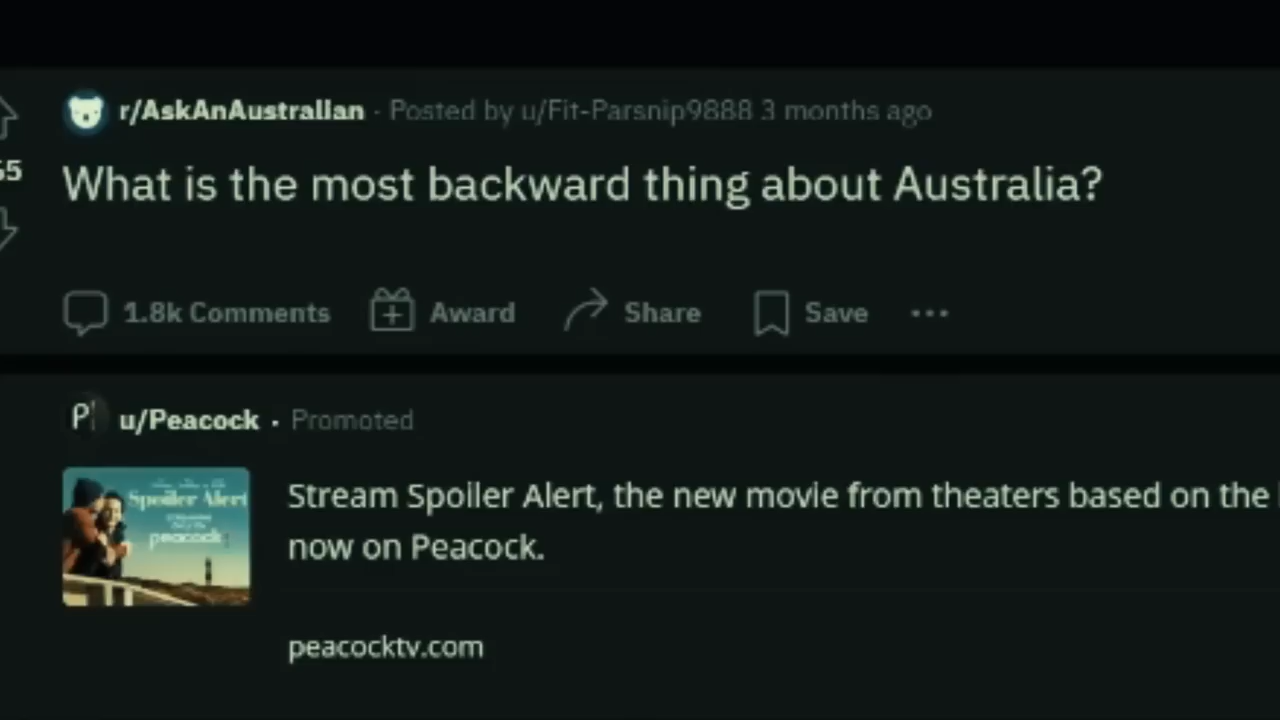 r/AskAnAustralian · Posted by u/Fit-Parsnip9888 3 months ago
What is the most backward thing about Australia?
1.8k Comments Award Share Save ...
u/Peacock · Promoted
Spoiler Alert
peacock
Stream Spoiler Alert, the new movie from theaters based on the
now on Peacock.
peacocktv.com